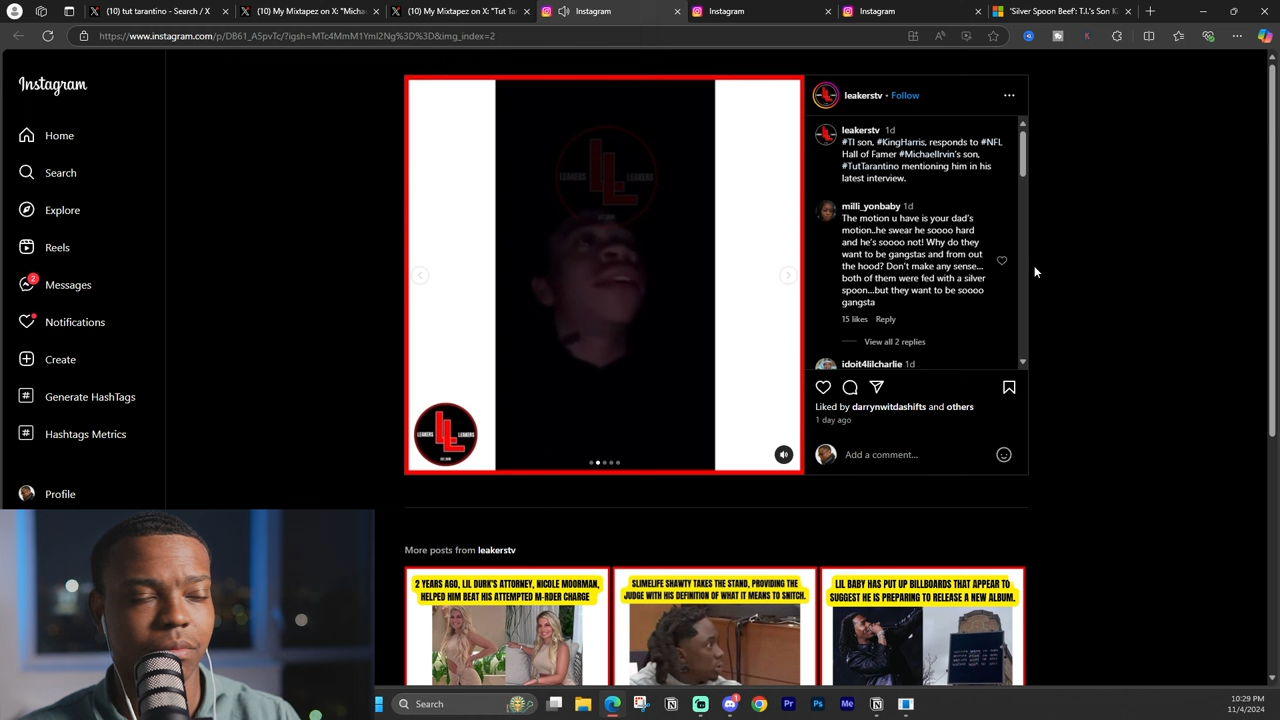 (10) tut tarantino - Search / X
(10) My Mixtapez on X: "Micha
(10) My Mixtapez on X: "Tut Ta
Instagram
Instagram
Instagram
'Silver Spoon Beef': T.I.'s Son Ki
https://www.instagram.com/p/DB61_A5pvTc/?igsh=MTc4MmM1YmI2Ng%3D%3D&img_index=2
Instagram
Home
Search
Explore
Reels
2
Messages
Notifications
Create
Generate HashTags
Hashtags Metrics
Profile
LEAKERS
LEAKERS
LEAKERS
LEAKERS
leakerstv • Follow
leakerstv 1d
#TI son, #KingHarris, responds to #NFL
Hall of Famer #MichaelIrvin's son,
#TutTarantino mentioning him in his
latest interview.
milli_yonbaby 1d
The motion u have is your dad's
motion..he swear he soooo hard
and he's soooo not! Why do they
want to be gangstas and from out
the hood? Don't make any sense...
both of them were fed with a silver
spoon...but they want to be soooo
gangsta
15 likes Reply
View all 2 replies
idoit4lilcharlie 1d
Liked by darrynwitdashifts and others
1 day ago
Add a comment...
More posts from leakerstv
2 YEARS AGO, LIL DURK'S ATTORNEY, NICOLE MOORMAN,
HELPED HIM BEAT HIS ATTEMPTED M-RDER CHARGE
SLIMELIFE SHAWTY TAKES THE STAND, PROVIDING THE
JUDGE WITH HIS DEFINITION OF WHAT IT MEANS TO SNITCH.
LIL BABY HAS PUT UP BILLBOARDS THAT APPEAR TO
SUGGEST HE IS PREPARING TO RELEASE A NEW ALBUM.
Search
1
Pr
Ps
Me
10:29 PM
11/4/2024